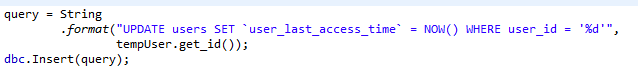 query = String
.format("UPDATE users SET `user_last_access_time` = NOW() WHERE user_id = '%d'",
tempUser.get_id());
dbc.Insert(query);